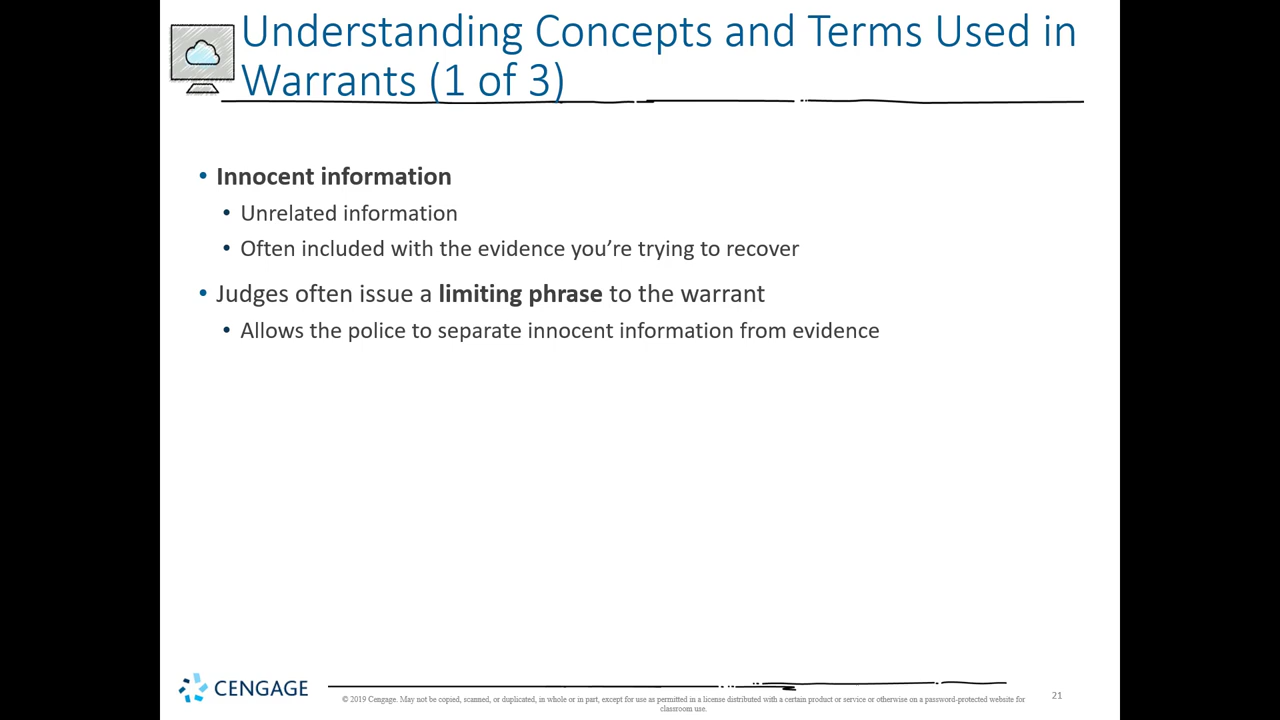 Understanding Concepts and Terms Used in
Warrants (1 of 3)
• Innocent information
• Unrelated information
• Often included with the evidence you’re trying to recover
• Judges often issue a limiting phrase to the warrant
• Allows the police to separate innocent information from evidence
CENGAGE
© 2019 Cengage. May not be copied, scanned, or duplicated, in whole or in part, except for use as permitted in a license distributed with a certain product or service or otherwise on a password-protected website for
classroom use.
21